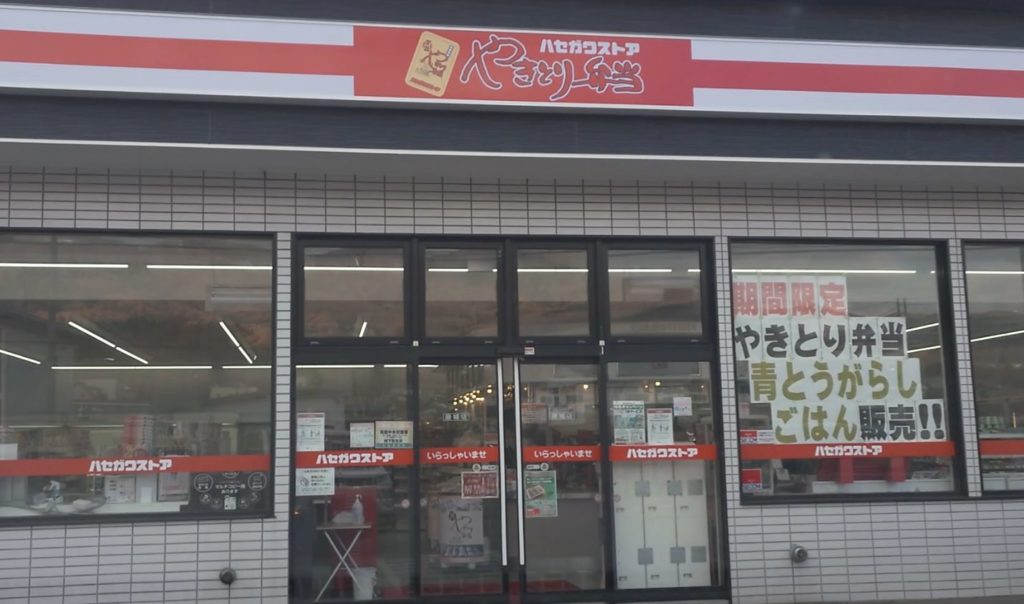 ハセガワストア
やきとり弁当
期間限定
やきとり弁当
青とうがらし
ごはん販売!!
ハセガワストア
ハセガワストア
いらっしゃいませ
いらっしゃいませ
ハセガワストア
ハセガワストア